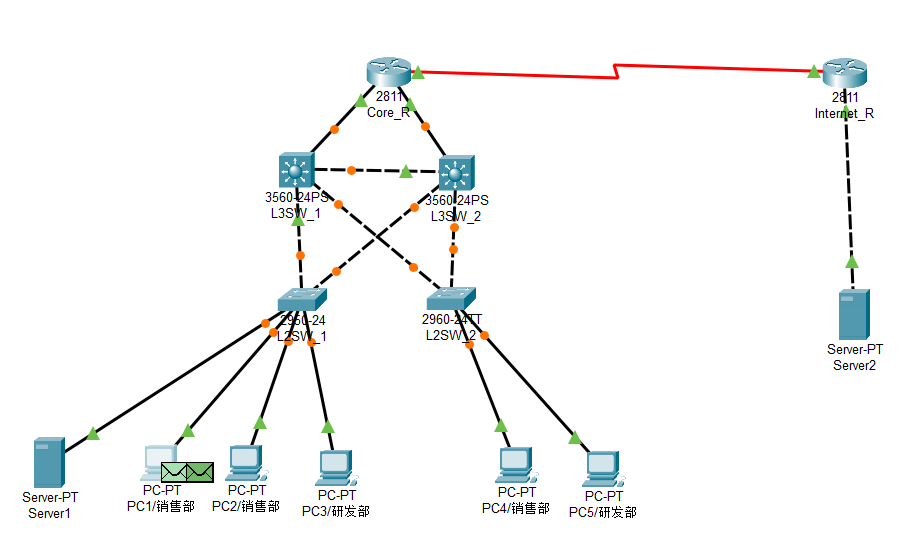 2811
Core_R
2811
Internet_R
3560-24PS
L3SW_1
3560-24PS
L3SW_2
2960-24
L2SW_1
2960-24TT
L2SW_2
Server-PT
Server2
Server-PT
Server1
PC-PT
PC1/销售部
PC-PT
PC2/销售部
PC-PT
PC3/研发部
PC-PT
PC4/销售部
PC-PT
PC5/研发部